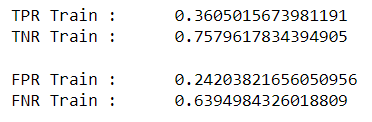 TPR Train : 0.3605015673981191
TNR Train : 0.7579617834394905
FPR Train : 0.24203821656050956
FNR Train : 0.6394984326018809